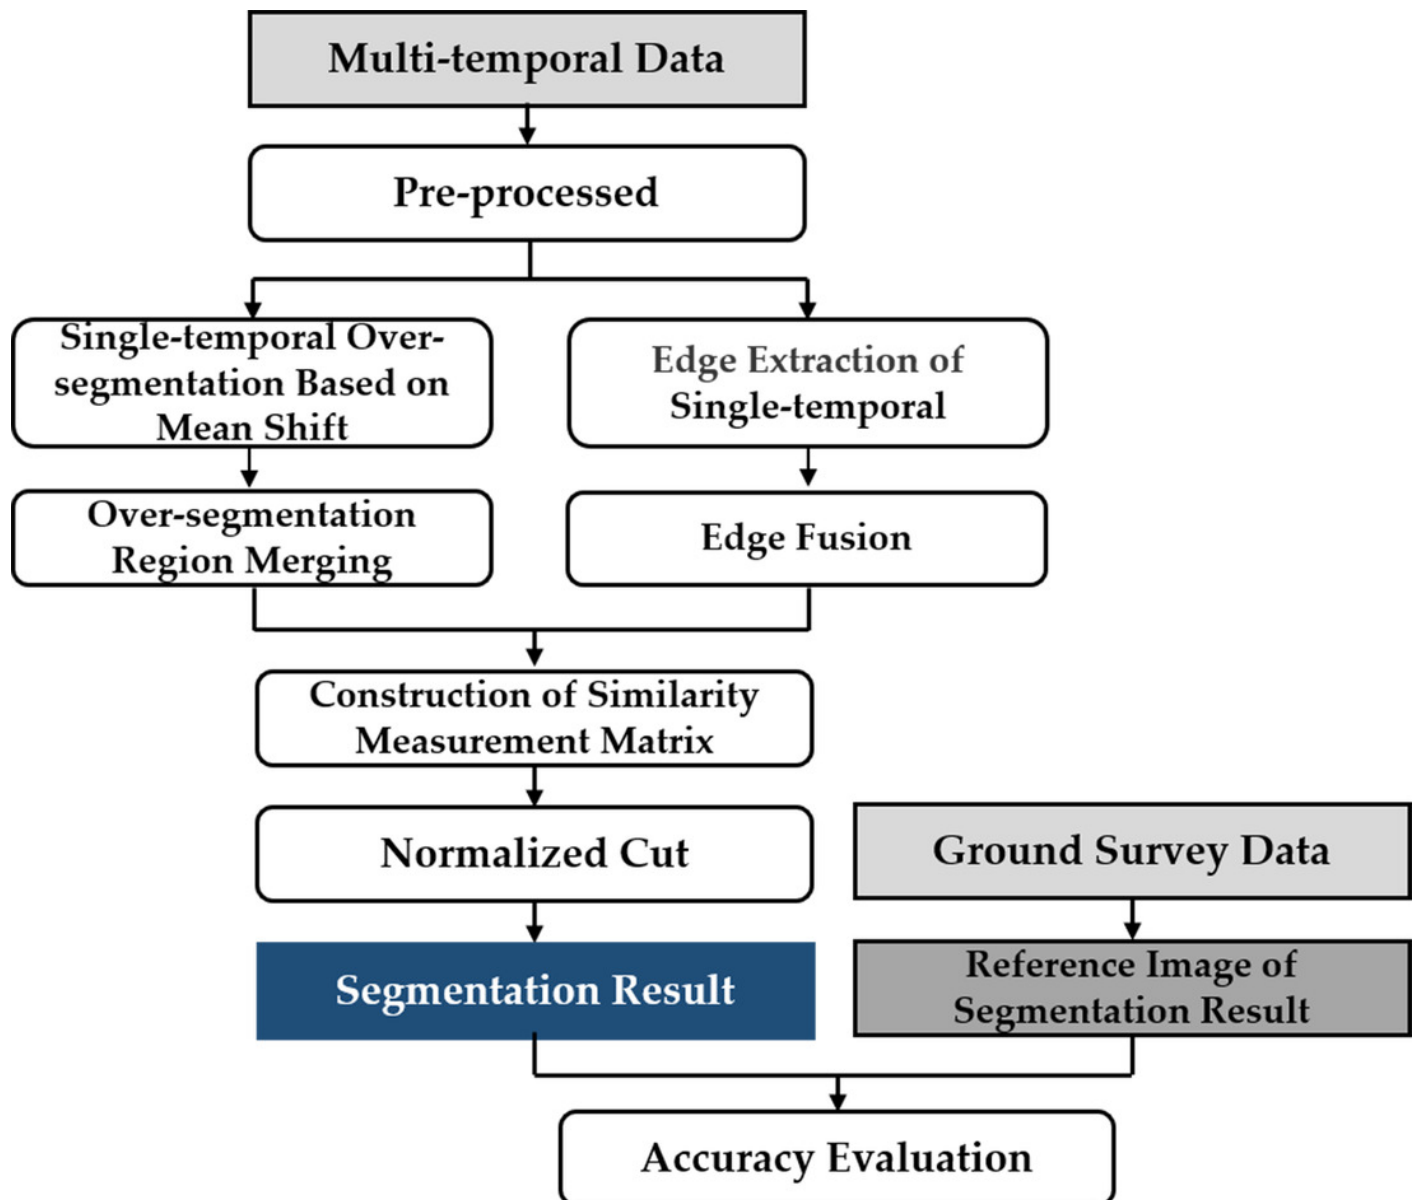 Multi-temporal Data
Pre-processed
Single-temporal Over-
segmentation Based on
Mean Shift
Edge Extraction of
Single-temporal
Over-segmentation
Region Merging
Edge Fusion
Construction of Similarity
Measurement Matrix
Normalized Cut
Ground Survey Data
Segmentation Result
Reference Image of
Segmentation Result
Accuracy Evaluation